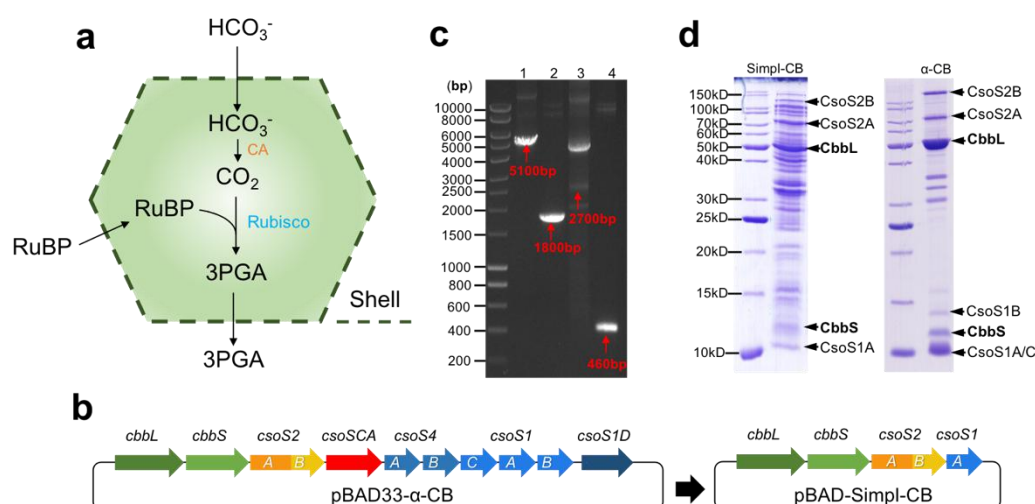 a
HCO3-
HCO3-
CA
CO2
RuBP
Rubisco
RuBP
3PGA
Shell
3PGA
c
1 2 3 4
(bp)
10000
8000
6000
5000
4000
3000
2500
2000
1500
1000
800
600
400
200
5100bp
1800bp
2700bp
460bp
d
Simpl-CB
150kD
100kD
70kD
60kD
50kD
40kD
30kD
25kD
20kD
15kD
10kD
CsoS2B
CsoS2A
CbbL
CbbS
CsoS1A
α-CB
CsoS2B
CsoS2A
CbbL
CsoS1B
CbbS
CsoS1A/C
b
cbbL cbbS csoS2 csoSCA csoS4 csoS1 csoS1D
A B A B C A B
pBAD33-α-CB
cbbL cbbS csoS2 csoS1
A B A
pBAD-Simpl-CB